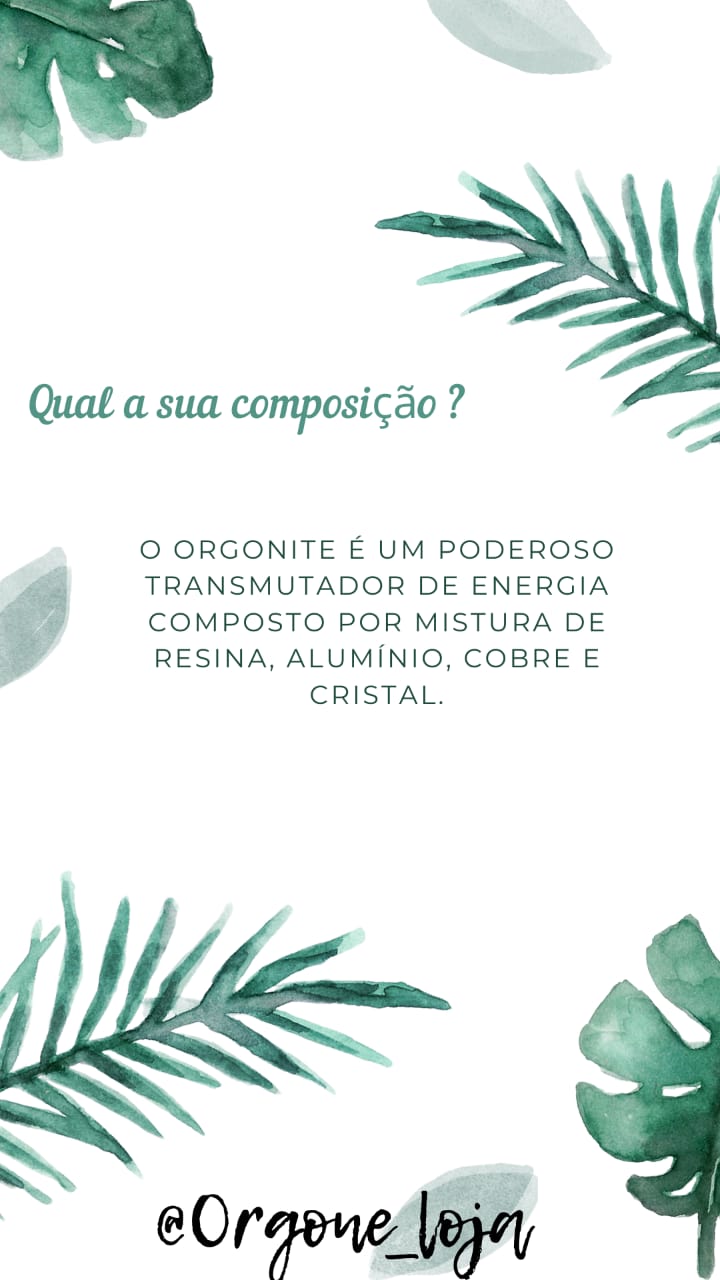 Qual a sua composição ?
O ORGONITE É UM PODEROSO
TRANSMUTADOR DE ENERGIA
COMPOSTO POR MISTURA DE
RESINA, ALUMÍNIO, COBRE E
CRISTAL.
@Orgone_loja